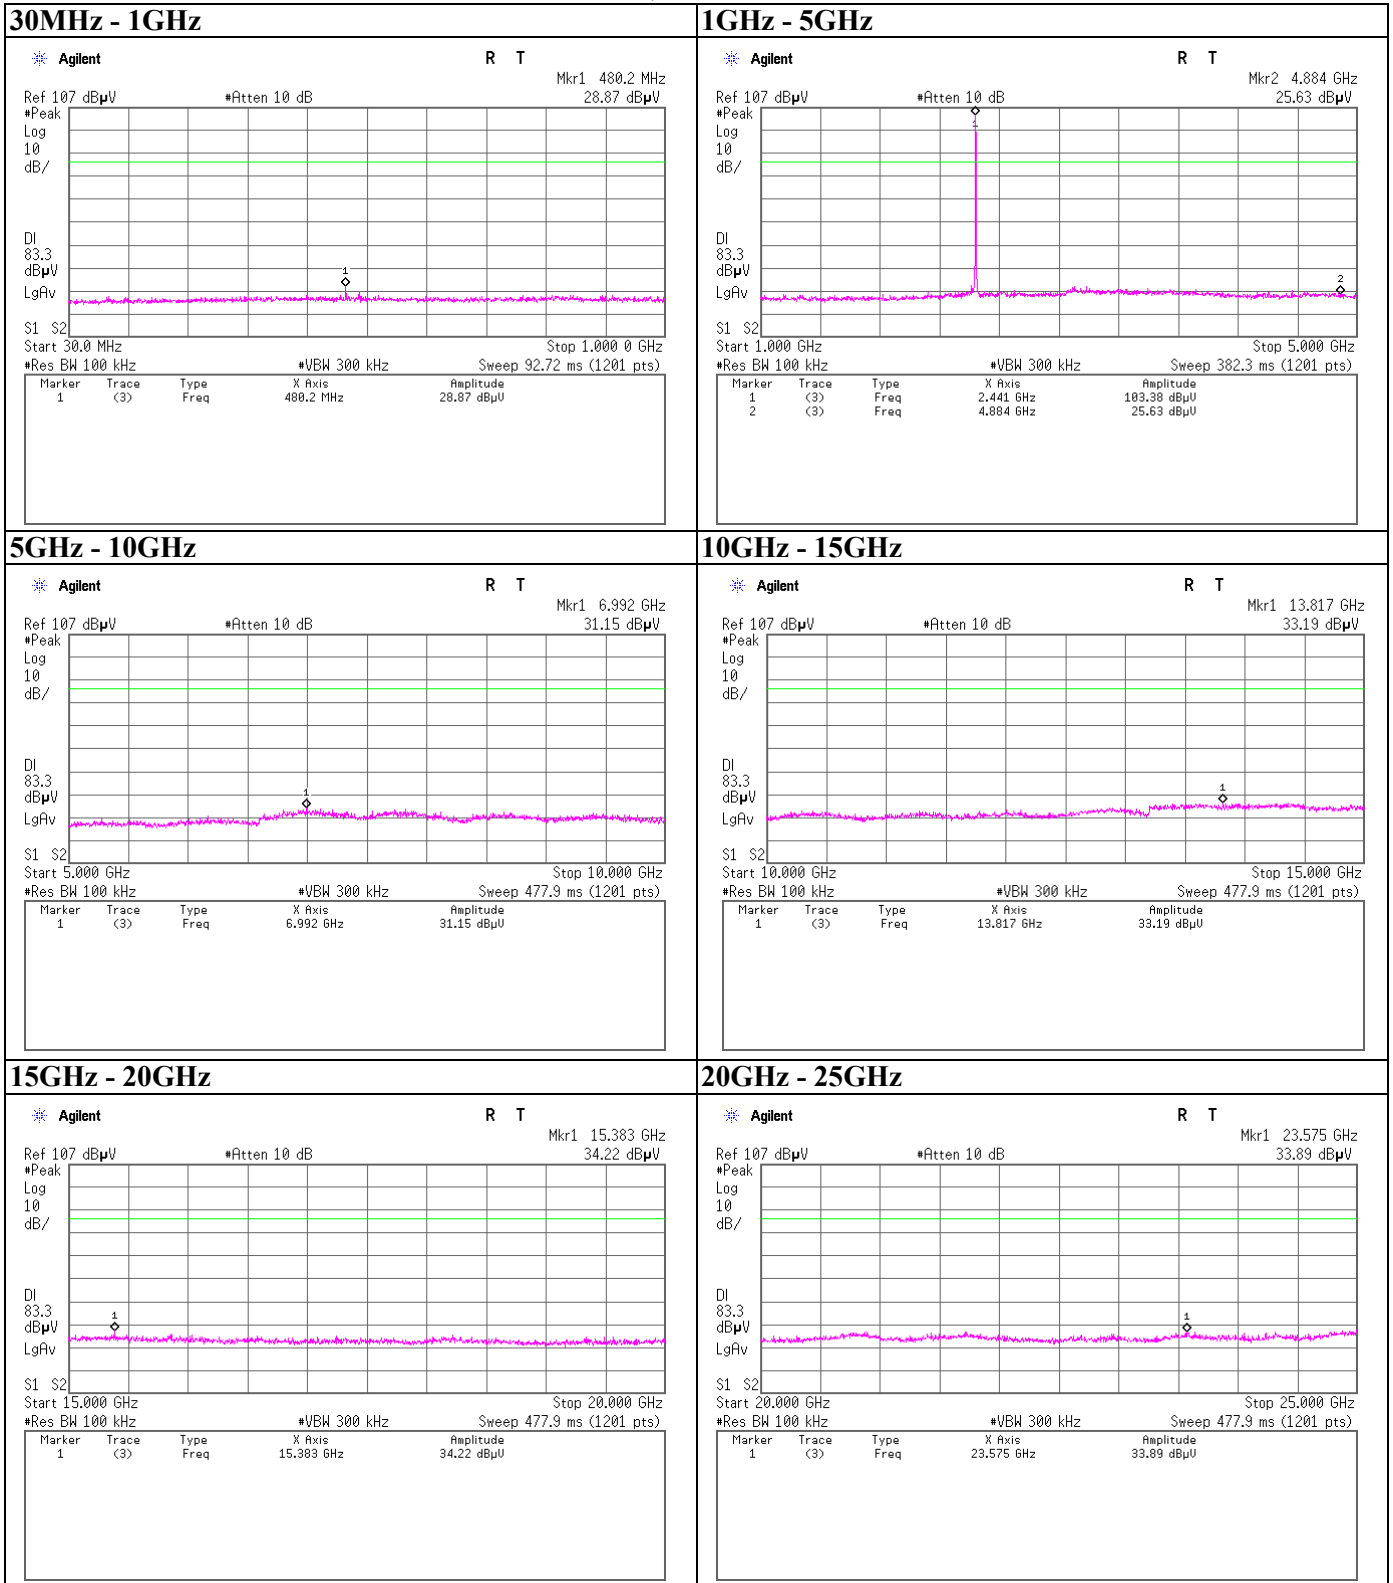 30MHz - 1GHz
Agilent
R T
Mkr1 480.2 MHz
Ref 107 dBµV #Atten 10 dB 28.87 dBµV
#Peak
Log
10
dB/
DI
83.3
dBµV
LgAv
S1 S2
1
Start 30.0 MHz Stop 1.000 0 GHz
#Res BW 100 kHz #VBW 300 kHz Sweep 92.72 ms (1201 pts)
Marker Trace Type X Axis Amplitude
1 (3) Freq 480.2 MHz 28.87 dBµV
1GHz - 5GHz
Agilent
R T
Mkr2 4.884 GHz
Ref 107 dBµV #Atten 10 dB 25.63 dBµV
#Peak
Log
10
dB/
DI
83.3
dBµV
LgAv
S1 S2
1
2
Start 1.000 GHz Stop 5.000 GHz
#Res BW 100 kHz #VBW 300 kHz Sweep 382.3 ms (1201 pts)
Marker Trace Type X Axis Amplitude
1 (3) Freq 2.441 GHz 103.38 dBµV
2 (3) Freq 4.884 GHz 25.63 dBµV
5GHz - 10GHz
Agilent
R T
Mkr1 6.992 GHz
Ref 107 dBµV #Atten 10 dB 31.15 dBµV
#Peak
Log
10
dB/
DI
83.3
dBµV
LgAv
S1 S2
1
Start 5.000 GHz Stop 10.000 GHz
#Res BW 100 kHz #VBW 300 kHz Sweep 477.9 ms (1201 pts)
Marker Trace Type X Axis Amplitude
1 (3) Freq 6.992 GHz 31.15 dBµV
10GHz - 15GHz
Agilent
R T
Mkr1 13.817 GHz
Ref 107 dBµV #Atten 10 dB 33.19 dBµV
#Peak
Log
10
dB/
DI
83.3
dBµV
LgAv
S1 S2
1
Start 10.000 GHz Stop 15.000 GHz
#Res BW 100 kHz #VBW 300 kHz Sweep 477.9 ms (1201 pts)
Marker Trace Type X Axis Amplitude
1 (3) Freq 13.817 GHz 33.19 dBµV
15GHz - 20GHz
Agilent
R T
Mkr1 15.383 GHz
Ref 107 dBµV #Atten 10 dB 34.22 dBµV
#Peak
Log
10
dB/
DI
83.3
dBµV
LgAv
S1 S2
1
Start 15.000 GHz Stop 20.000 GHz
#Res BW 100 kHz #VBW 300 kHz Sweep 477.9 ms (1201 pts)
Marker Trace Type X Axis Amplitude
1 (3) Freq 15.383 GHz 34.22 dBµV
20GHz - 25GHz
Agilent
R T
Mkr1 23.575 GHz
Ref 107 dBµV #Atten 10 dB 33.89 dBµV
#Peak
Log
10
dB/
DI
83.3
dBµV
LgAv
S1 S2
1
Start 20.000 GHz Stop 25.000 GHz
#Res BW 100 kHz #VBW 300 kHz Sweep 477.9 ms (1201 pts)
Marker Trace Type X Axis Amplitude
1 (3) Freq 23.575 GHz 33.89 dBµV